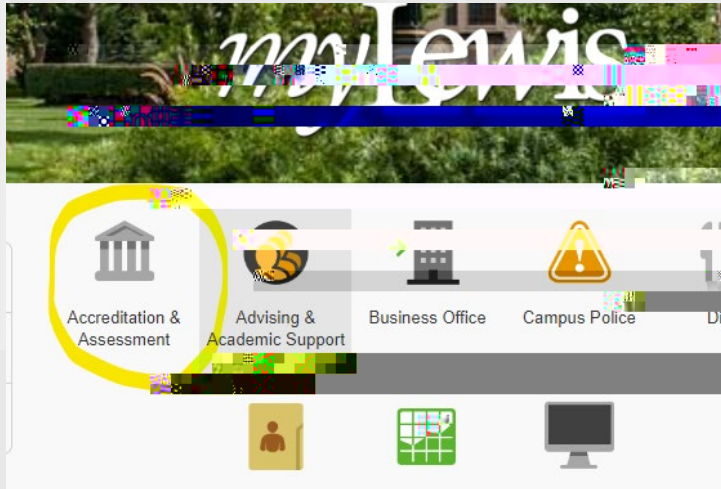 myLewis
Accreditation &
Assessment
Advising &
Academic Support
Business Office
Campus Police